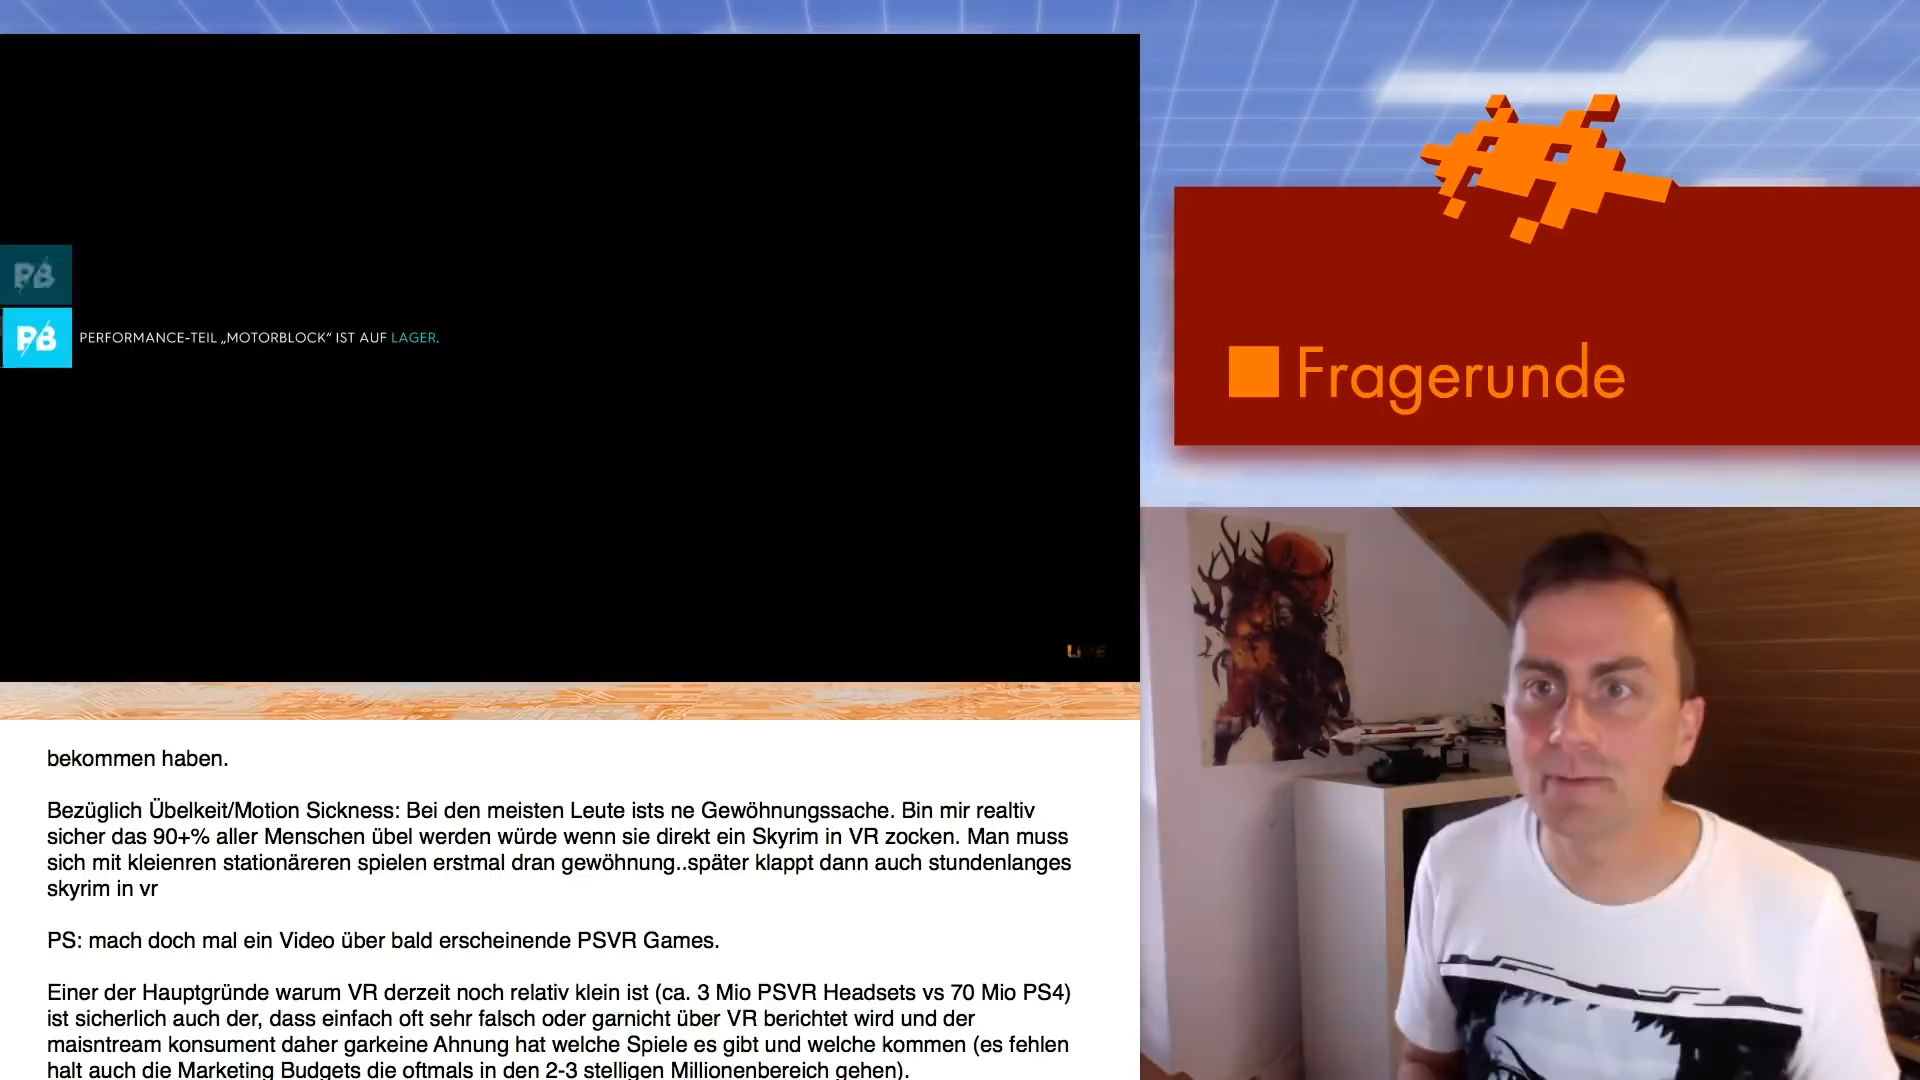 PB
PB
PERFORMANCE-TEIL „MOTORBLOCK“ IST AUF LAGER.
Fragerunde
LIVE
bekommen haben.
Bezüglich Übelkeit/Motion Sickness: Bei den meisten Leute ists ne Gewöhnungssache. Bin mir realtiv
sicher das 90+% aller Menschen übel werden würde wenn sie direkt ein Skyrim in VR zocken. Man muss
sich mit kleienren stationäreren spielen erstmal dran gewöhnung..später klappt dann auch stundenlanges
skyrim in vr
PS: mach doch mal ein Video über bald erscheinende PSVR Games.
Einer der Hauptgründe warum VR derzeit noch relativ klein ist (ca. 3 Mio PSVR Headsets vs 70 Mio PS4)
ist sicherlich auch der, dass einfach oft sehr falsch oder garnicht über VR berichtet wird und der
maisntream konsument daher garkeine Ahnung hat welche Spiele es gibt und welche kommen (es fehlen
halt auch die Marketing Budgets die oftmals in den 2-3 stelligen Millionenbereich gehen).